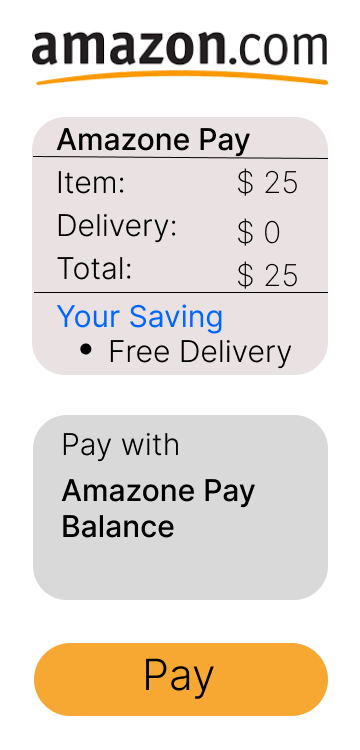 amazon.com
Amazone Pay
Item: $ 25
Delivery: $ 0
Total: $ 25
Your Saving
• Free Delivery
Pay with
Amazone Pay
Balance
Pay